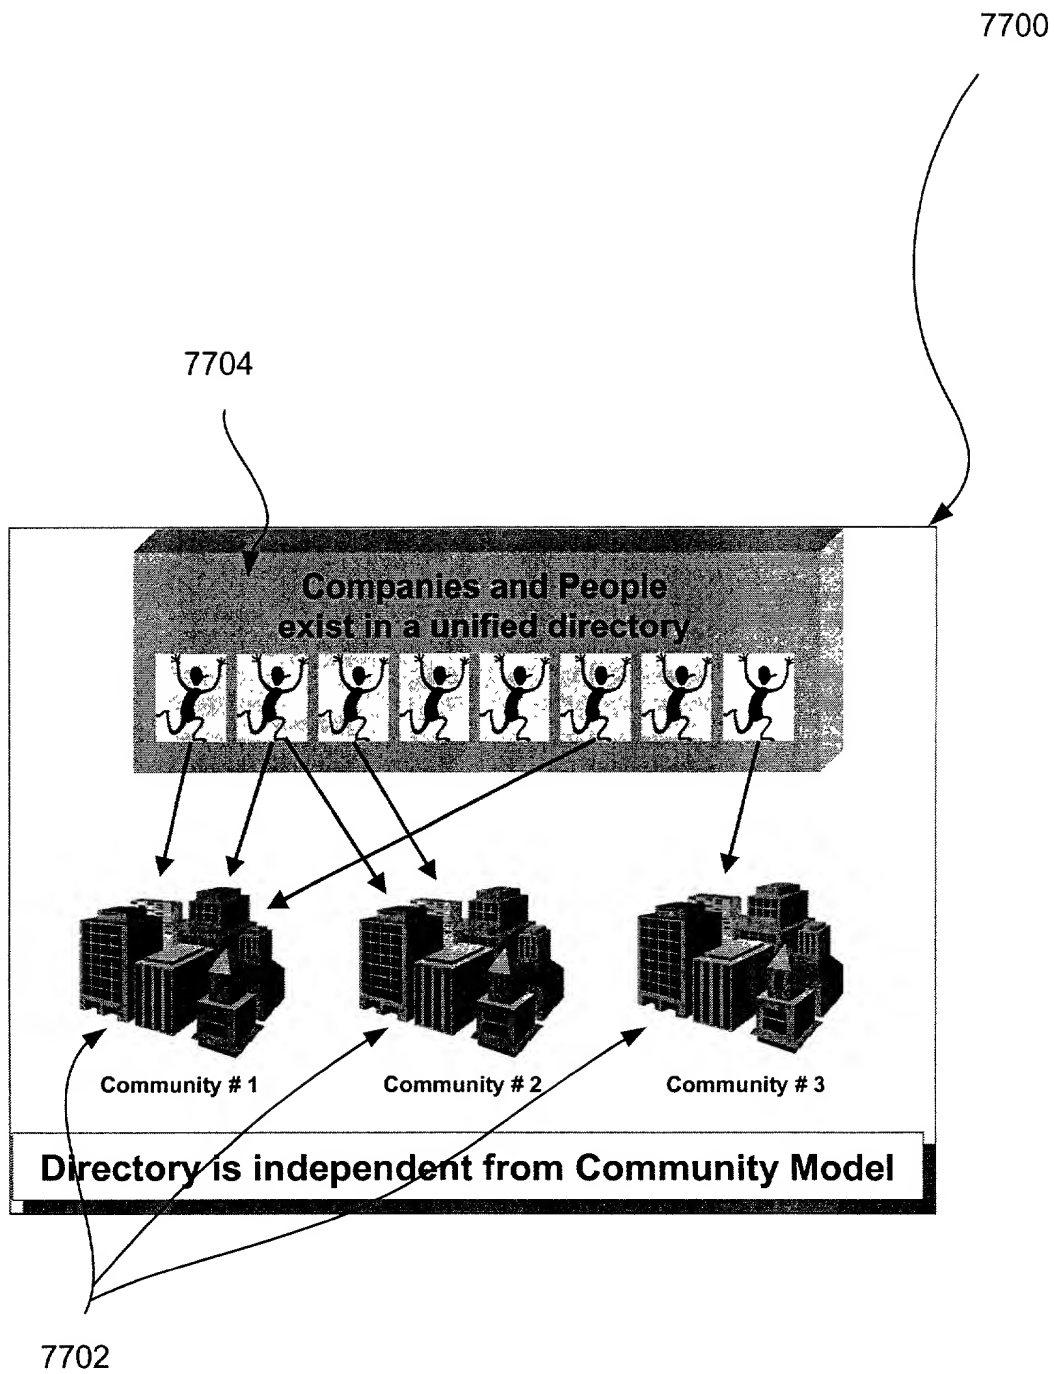 7700
7704
Companies and People
exist in a unified directory
Community # 1
Community # 2
Community # 3
Directory is independent from Community Model
7702